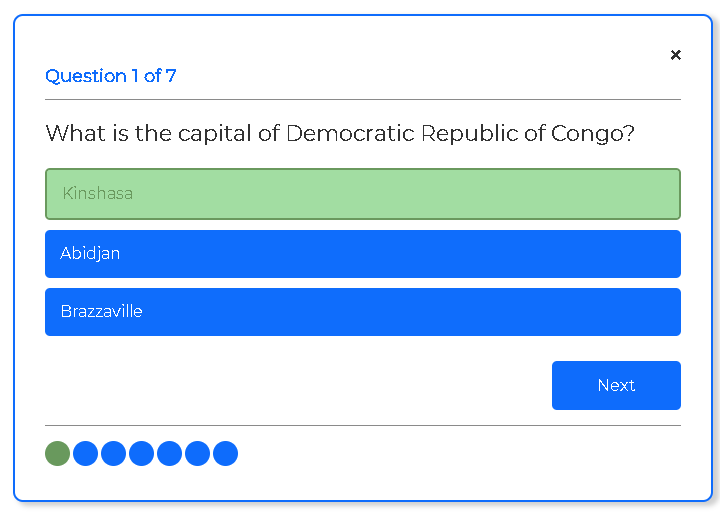 ×
Question 1 of 7
What is the capital of Democratic Republic of Congo?
Kinshasa
Abidjan
Brazzaville
Next